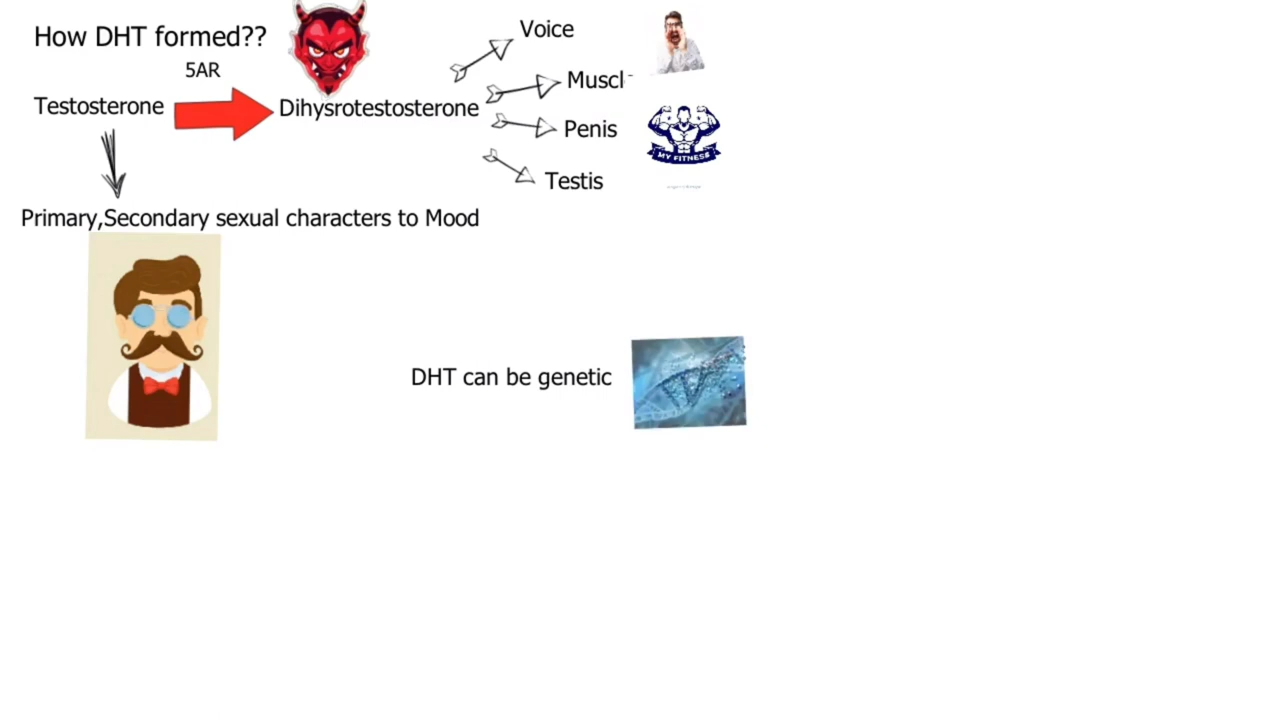 How DHT formed??
5AR
Testosterone
Dihysrotestosterone
Voice
Muscl
Penis
Testis
MY FITNESS
Primary,Secondary sexual characters to Mood
DHT can be genetic